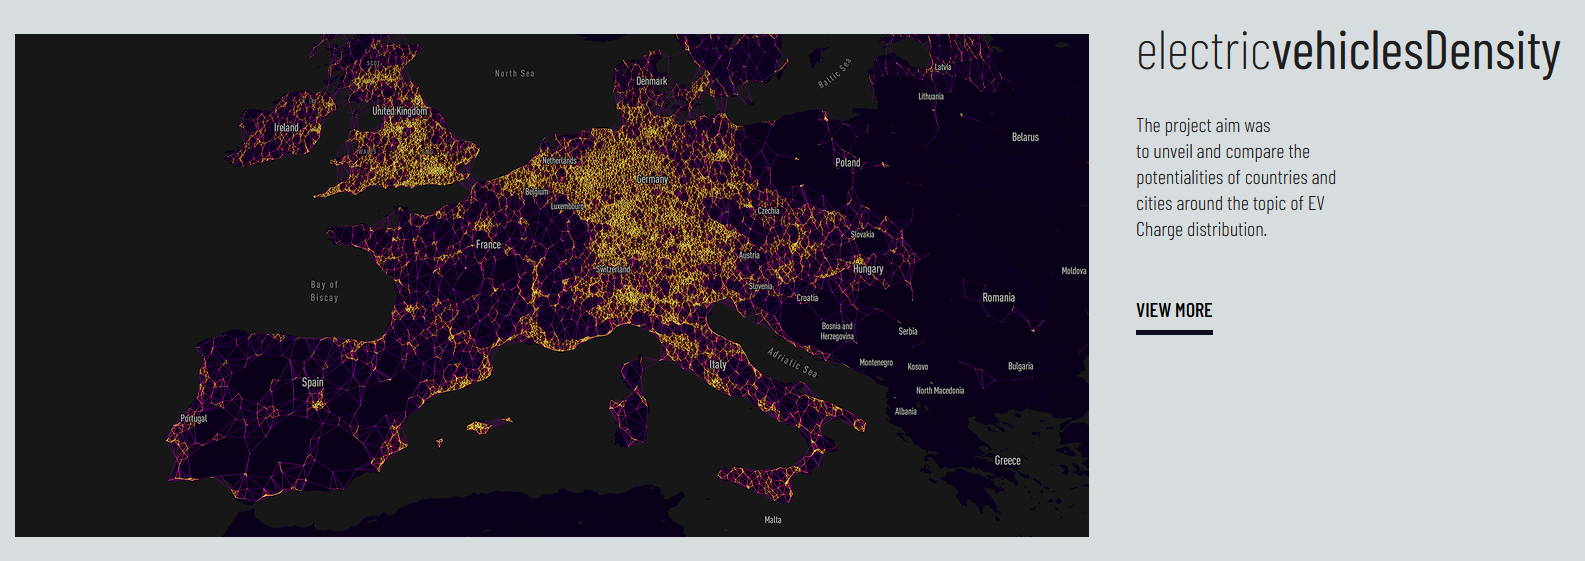 electricvehiclesDensity
The project aim was
to unveil and compare the
potentialities of countries and
cities around the topic of EV
Charge distribution.
VIEW MORE
North Sea
Baltic Sea
Latvia
Denmark
Lithuania
United Kingdom
Ireland
Belarus
WALES
Netherlands
Poland
Germany
Belgium
Luxembourg
Czechia
Slovakia
France
Austria
Switzerland
Hungary
Moldova
Slovenia
Bay of
Biscay
Croatia
Romania
Bosnia and
Herzegovina
Serbia
Adriatic Sea
Italy
Montenegro
Kosovo
Bulgaria
Spain
North Macedonia
Albania
Portugal
Greece
Malta